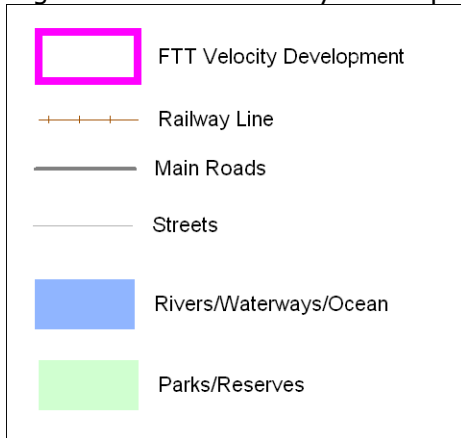 FTT Velocity Development
Railway Line
Main Roads
Streets
Rivers/Waterways/Ocean
Parks/Reserves